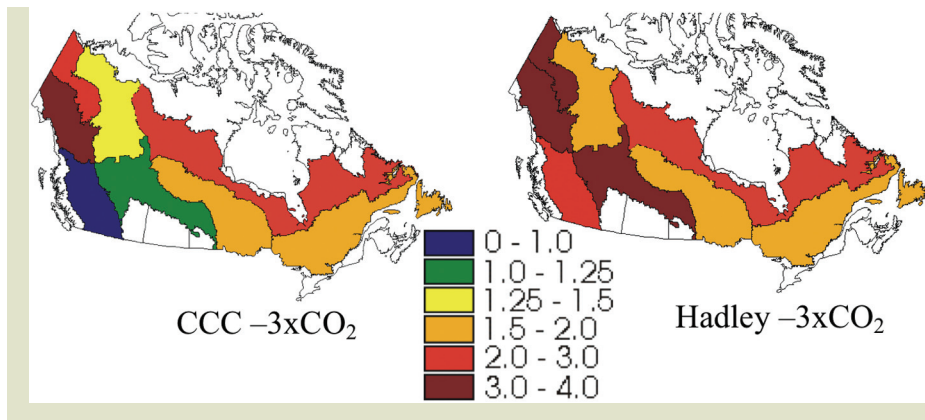 0 - 1.0
1.0 - 1.25
1.25 - 1.5
1.5 - 2.0
2.0 - 3.0
3.0 - 4.0
CCC –3xCO₂
Hadley –3xCO₂